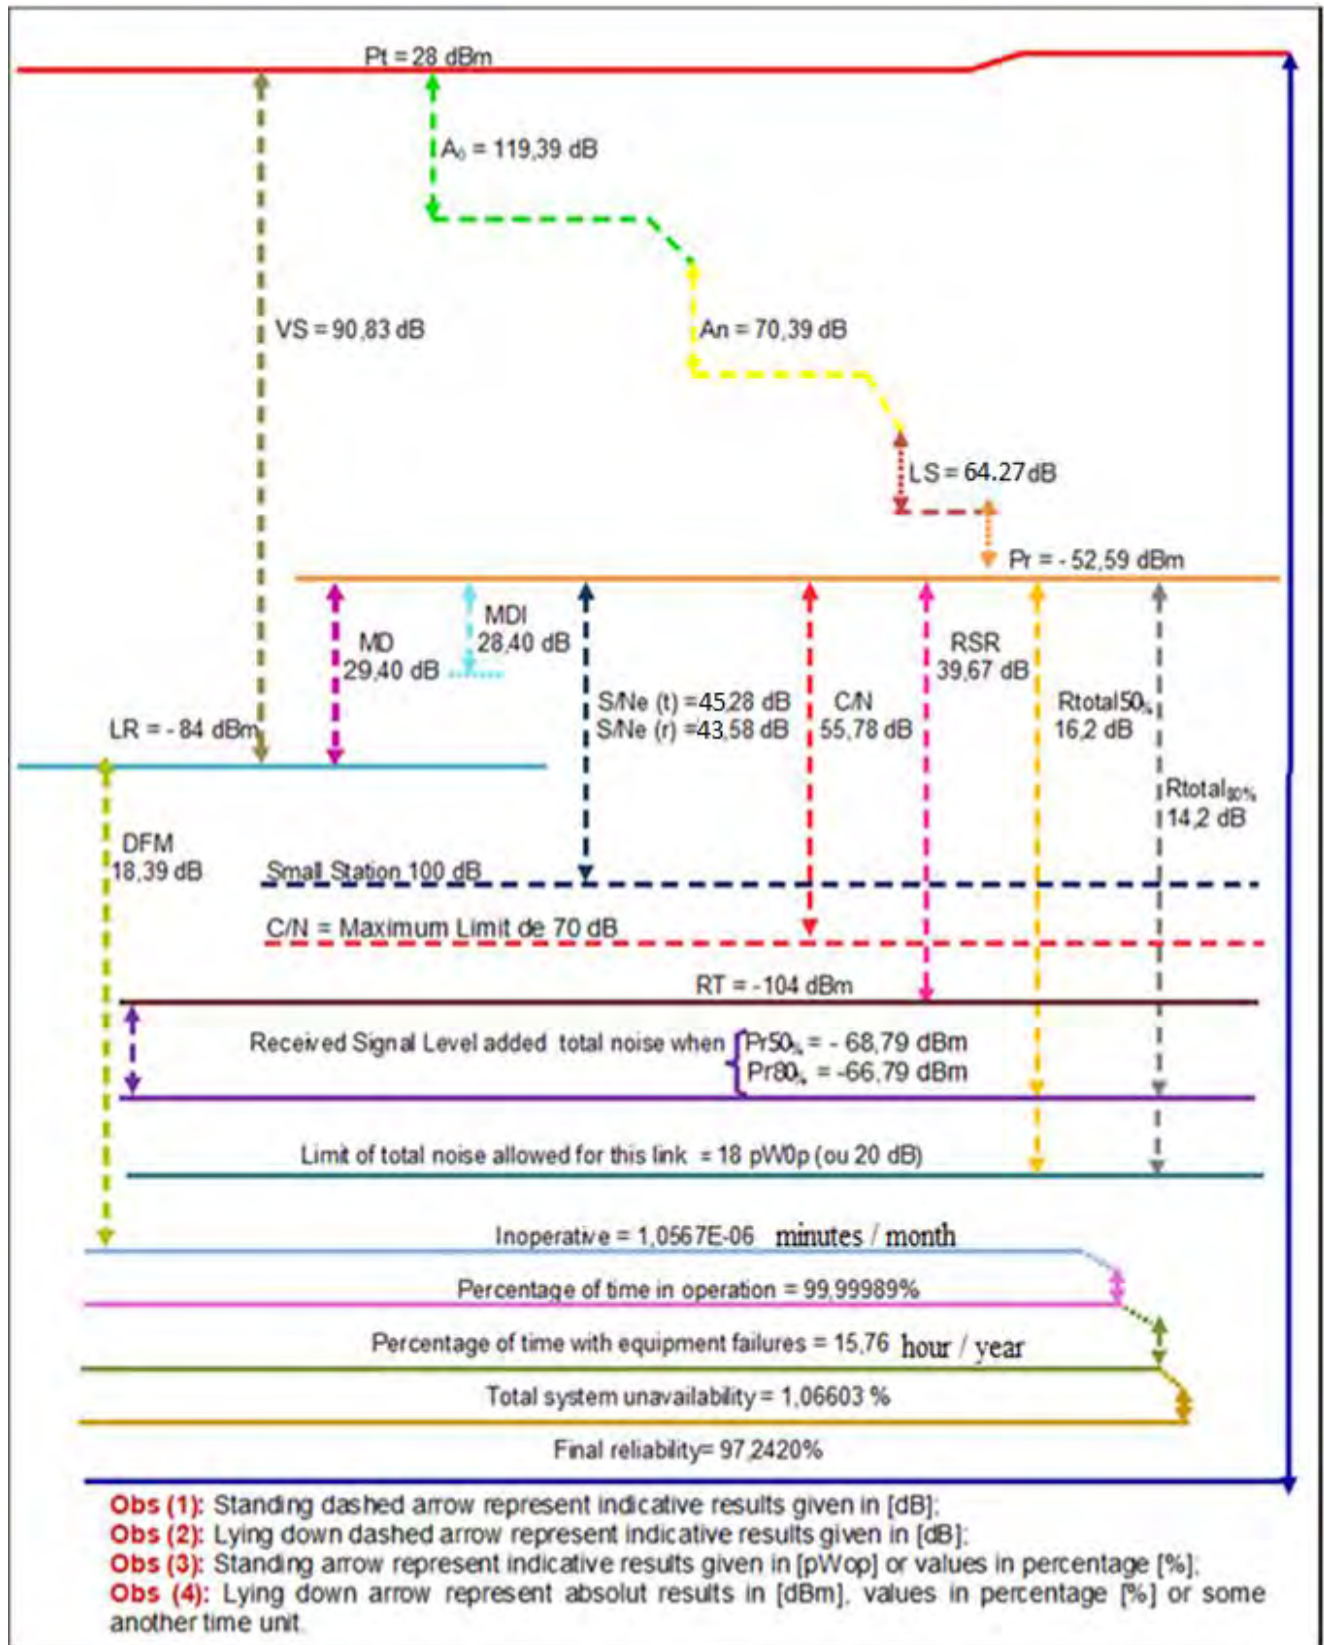 Pt = 28 dBm
A₀ = 119,39 dB
VS = 90,83 dB
An = 70,39 dB
LS = 64.27 dB
Pr = - 52,59 dBm
MD
29,40 dB
MDI
28,40 dB
S/Ne (t) =45,28 dB
S/Ne (r) =43,58 dB
C/N
55,78 dB
RSR
39,67 dB
Rtotal50%
16,2 dB
LR = - 84 dBm
Rtotal80%
14,2 dB
DFM
18,39 dB
Small Station 100 dB
C/N = Maximum Limit de 70 dB
RT = -104 dBm
Received Signal Level added total noise when
Pr50% = - 68,79 dBm
Pr80% = -66,79 dBm
Limit of total noise allowed for this link = 18 pW0p (ou 20 dB)
Inoperative = 1,0567E-06 minutes / month
Percentage of time in operation = 99,99989%
Percentage of time with equipment failures = 15,76 hour / year
Total system unavailability = 1,06603 %
Final reliability= 97,2420%
Obs (1): Standing dashed arrow represent indicative results given in [dB];
Obs (2): Lying down dashed arrow represent indicative results given in [dB];
Obs (3): Standing arrow represent indicative results given in [pWop] or values in percentage [%];
Obs (4): Lying down arrow represent absolut results in [dBm], values in percentage [%] or some
another time unit.